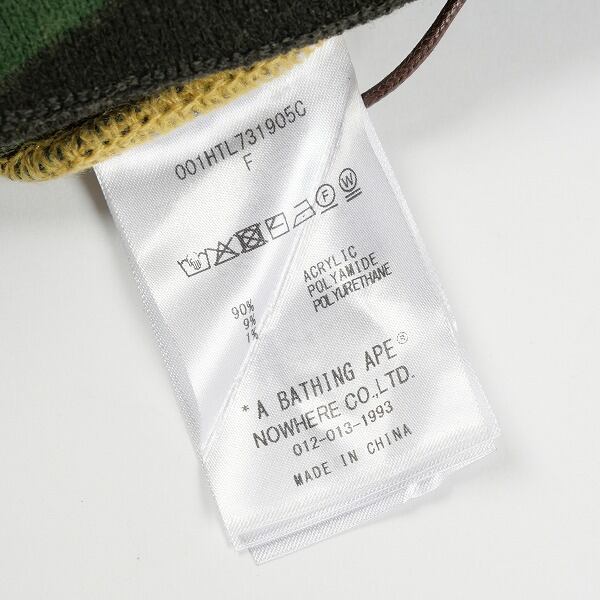 001HTL731905C
F
F W
90% ACRYLIC
9% POLYAMIDE
1% POLYURETHANE
* A BATHING APE®
NOWHERE CO.,LTD.
012-013-1993
MADE IN CHINA